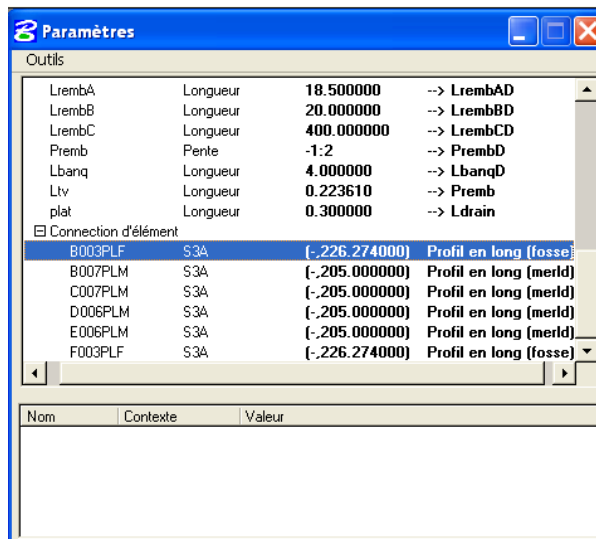 Paramètres
Outils
LrembA Longueur 18.500000 --> LrembAD
LrembB Longueur 20.000000 --> LrembBD
LrembC Longueur 400.000000 --> LrembCD
Premb Pente -1:2 --> PrembD
Lbanq Longueur 4.000000 --> LbanqD
Ltv Longueur 0.223610 --> Premb
plat Longueur 0.300000 --> Ldrain
Connection d'élément
B003PLF S3A (-,226.274000) Profil en long (fosse)
B007PLM S3A (-,205.000000) Profil en long (merld)
C007PLM S3A (-,205.000000) Profil en long (merld)
D006PLM S3A (-,205.000000) Profil en long (merld)
E006PLM S3A (-,205.000000) Profil en long (merld)
F003PLF S3A (-,226.274000) Profil en long (fosse)
Nom Contexte Valeur